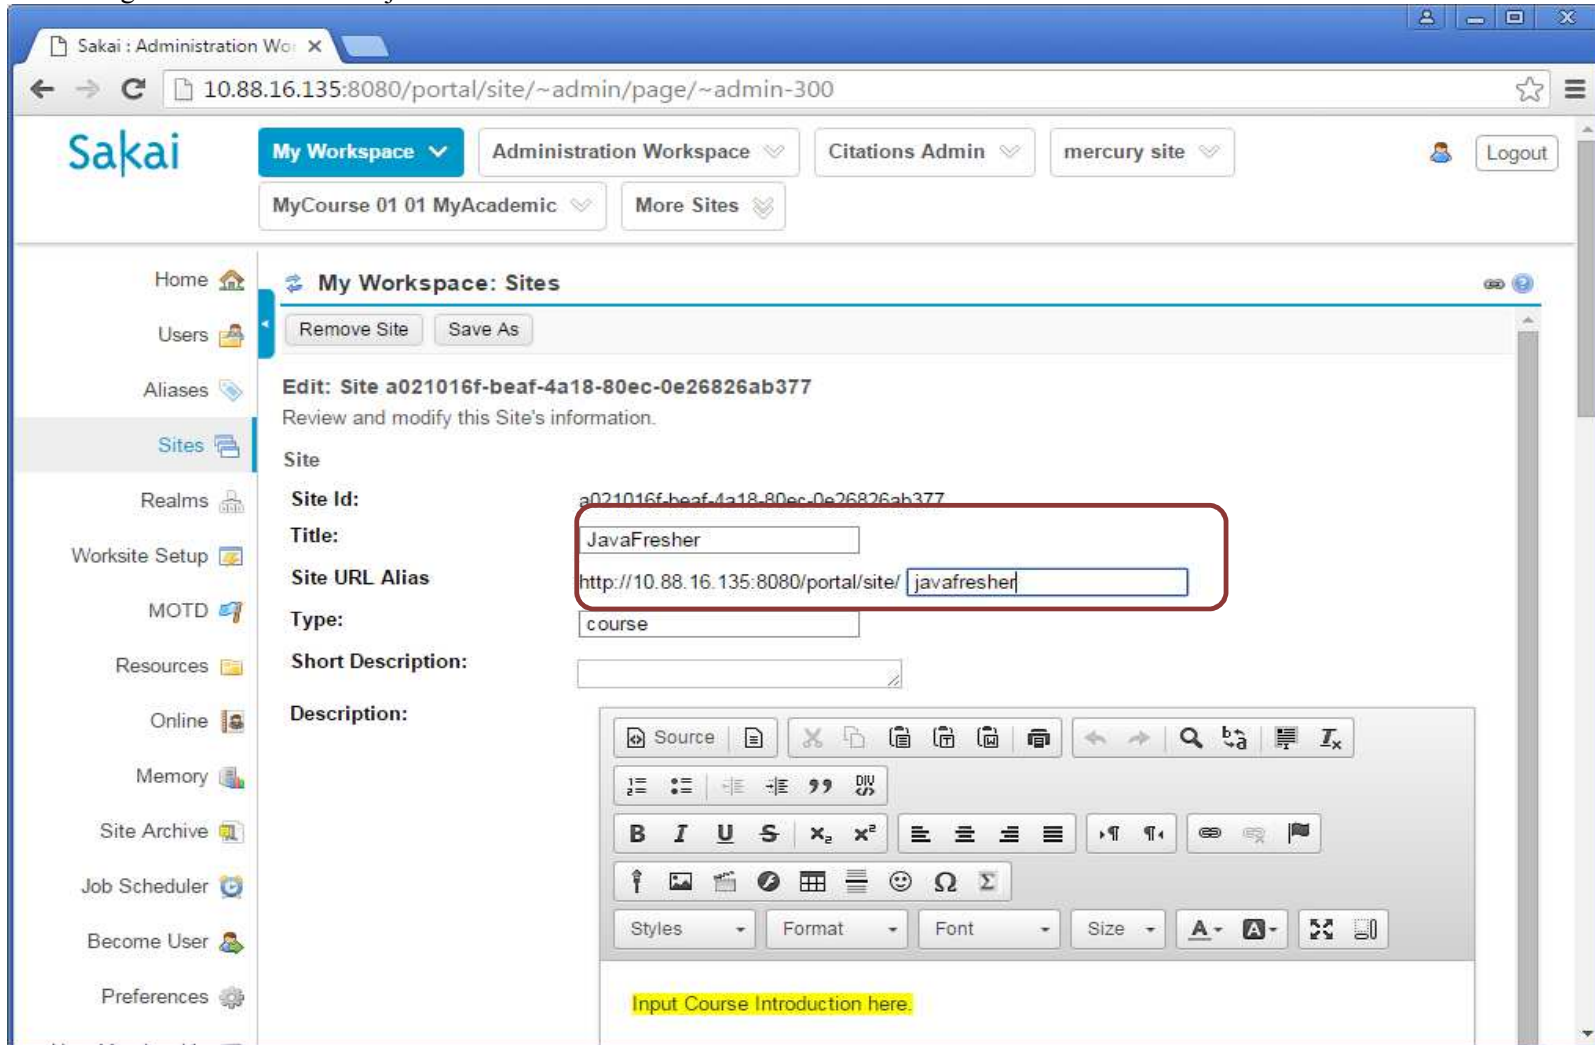 Sakai : Administration Wo
10.88.16.135:8080/portal/site/~admin/page/~admin-300
Sakai
My Workspace
Administration Workspace
Citations Admin
mercury site
Logout
MyCourse 01 01 MyAcademic
More Sites
Home
Users
Aliases
Sites
Realms
Worksite Setup
MOTD
Resources
Online
Memory
Site Archive
Job Scheduler
Become User
Preferences
My Workspace: Sites
Remove Site
Save As
Edit: Site a021016f-beaf-4a18-80ec-0e26826ab377
Review and modify this Site's information.
Site
Site Id: a021016f-beaf-4a18-80ec-0e26826ab377
Title: JavaFresher
Site URL Alias http://10.88.16.135:8080/portal/site/ javafresher
Type: course
Short Description:
Description:
Source
Styles Format Font Size
Input Course Introduction here.